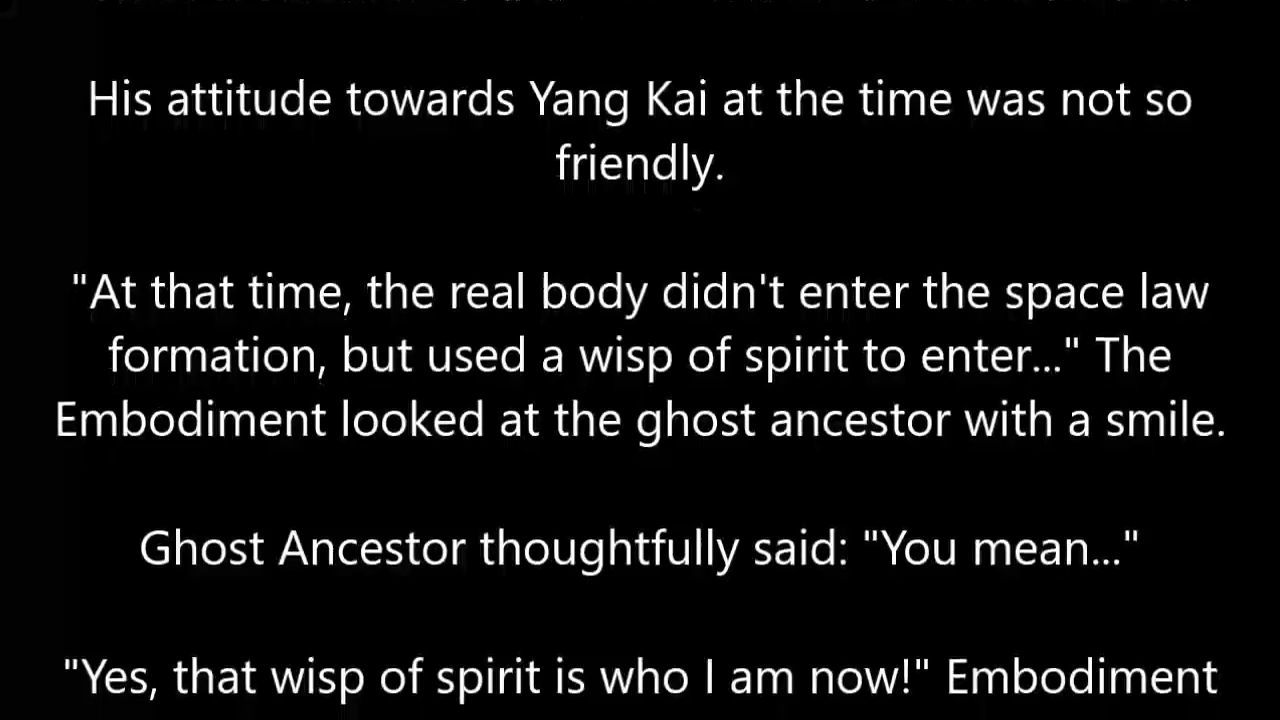 His attitude towards Yang Kai at the time was not so
friendly.
"At that time, the real body didn't enter the space law
formation, but used a wisp of spirit to enter..." The
Embodiment looked at the ghost ancestor with a smile.
Ghost Ancestor thoughtfully said: "You mean..."
"Yes, that wisp of spirit is who I am now!" Embodiment